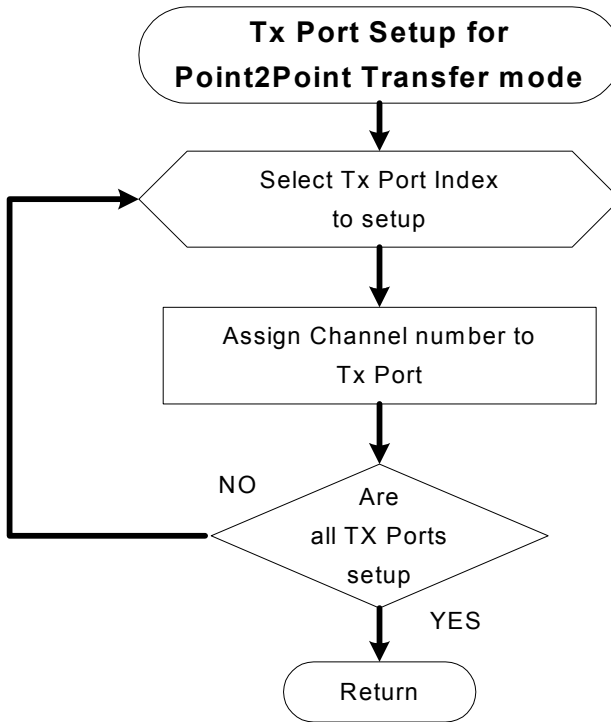 Tx Port Setup for
Point2Point Transfer mode
Select Tx Port Index
to setup
Assign Channel number to
Tx Port
NO
Are
all TX Ports
setup
YES
Return